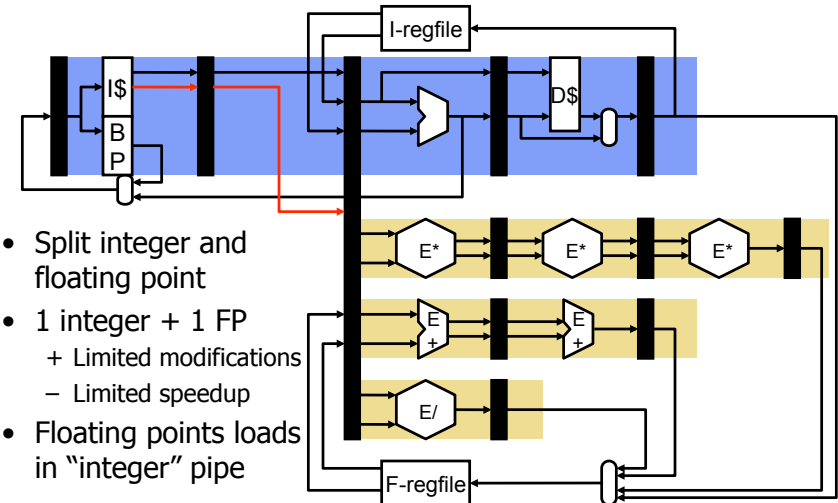 I-regfile
I$
B
P
D$
E*
E*
E*
E
+
E
+
E/
F-regfile
• Split integer and
floating point
• 1 integer + 1 FP
+ Limited modifications
– Limited speedup
• Floating points loads
in “integer” pipe